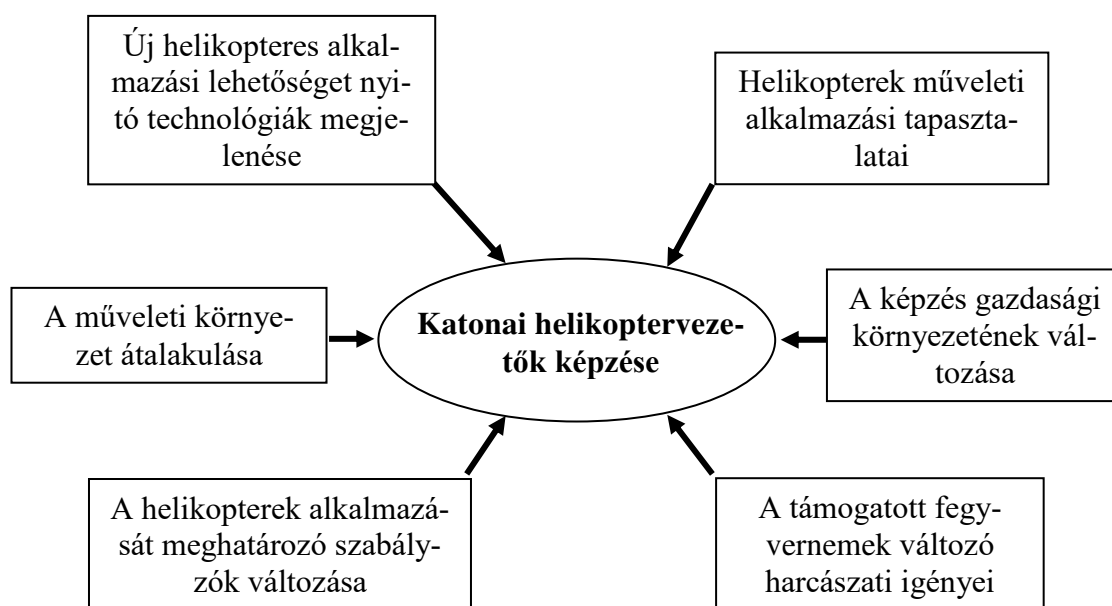 Új helikopteres alkal-
mazási lehetőséget nyi-
tó technológiák megje-
lenése
Helikopterek műveleti
alkalmazási tapaszta-
latai
A műveleti környe-
zet átalakulása
Katonai helikopterveze-
tők képzése
A képzés gazdasági
környezetének vál-
tozása
A helikopterek alkalmazá-
sát meghatározó szabály-
zók változása
A támogatott fegy-
vernemek változó
harcászati igényei